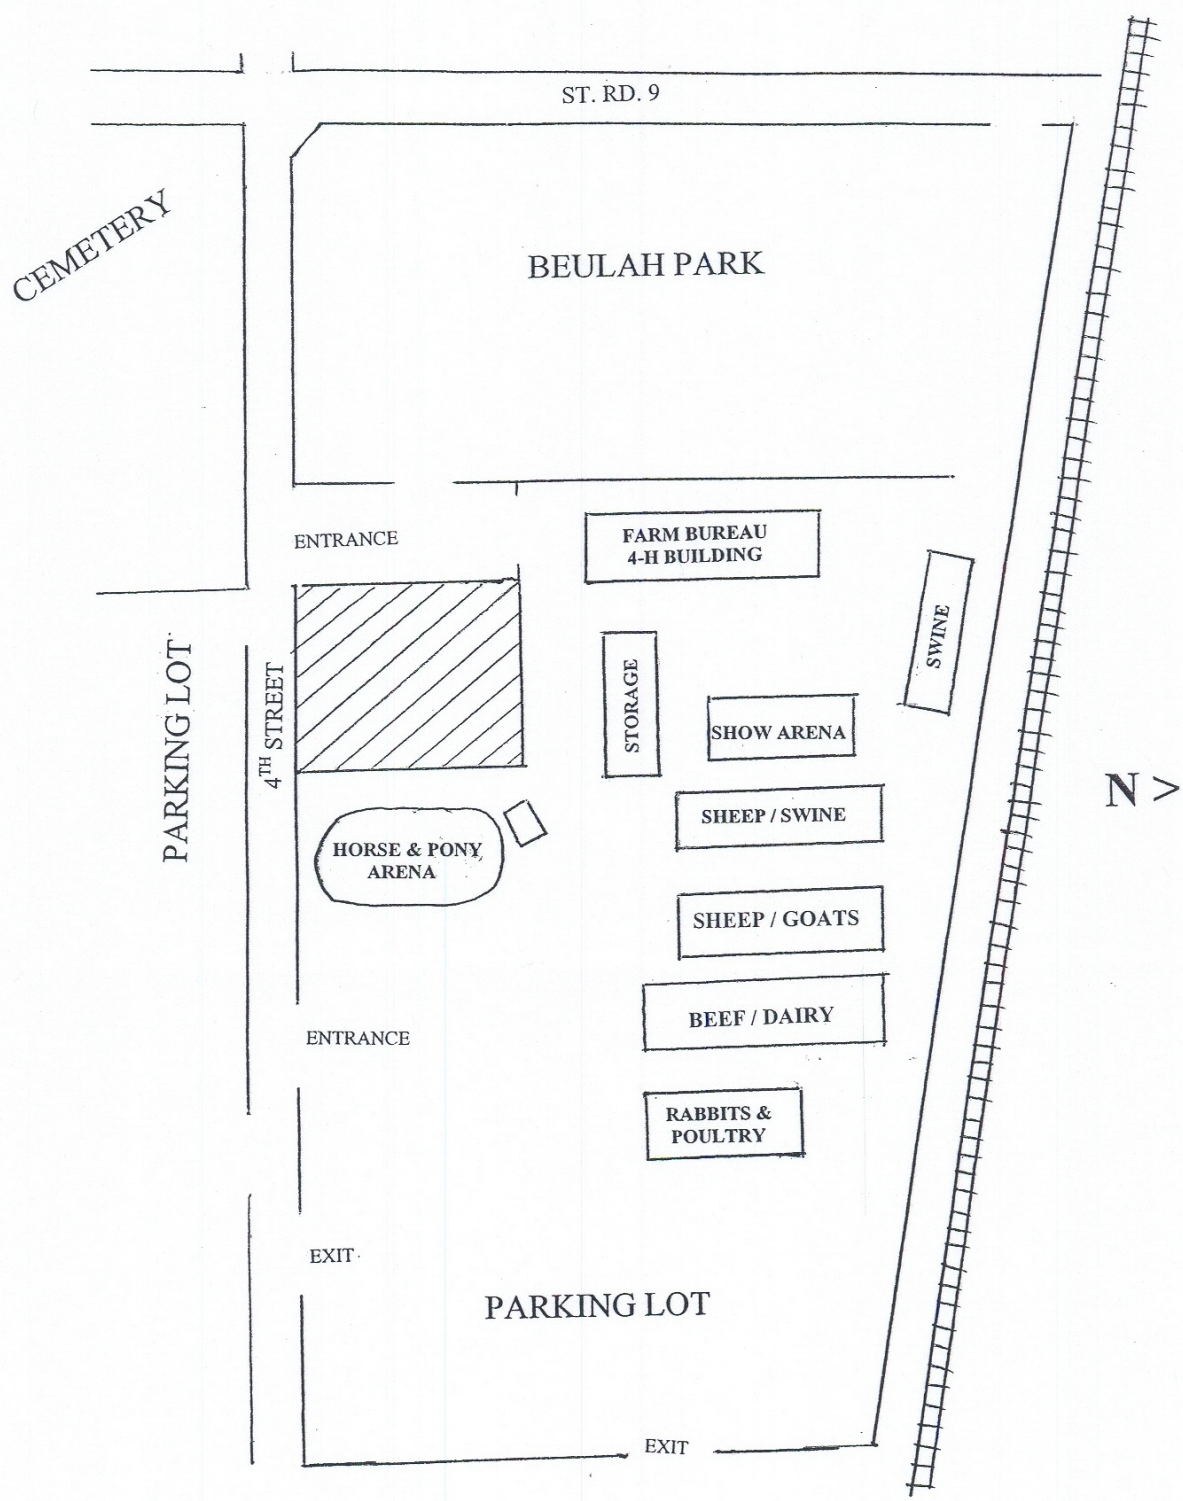 ST. RD. 9
CEMETERY
BEULAH PARK
ENTRANCE
FARM BUREAU
4-H BUILDING
SWINE
PARKING LOT
4TH STREET
STORAGE
SHOW ARENA
N >
SHEEP / SWINE
HORSE & PONY
ARENA
SHEEP / GOATS
BEEF / DAIRY
ENTRANCE
RABBITS &
POULTRY
EXIT
PARKING LOT
EXIT